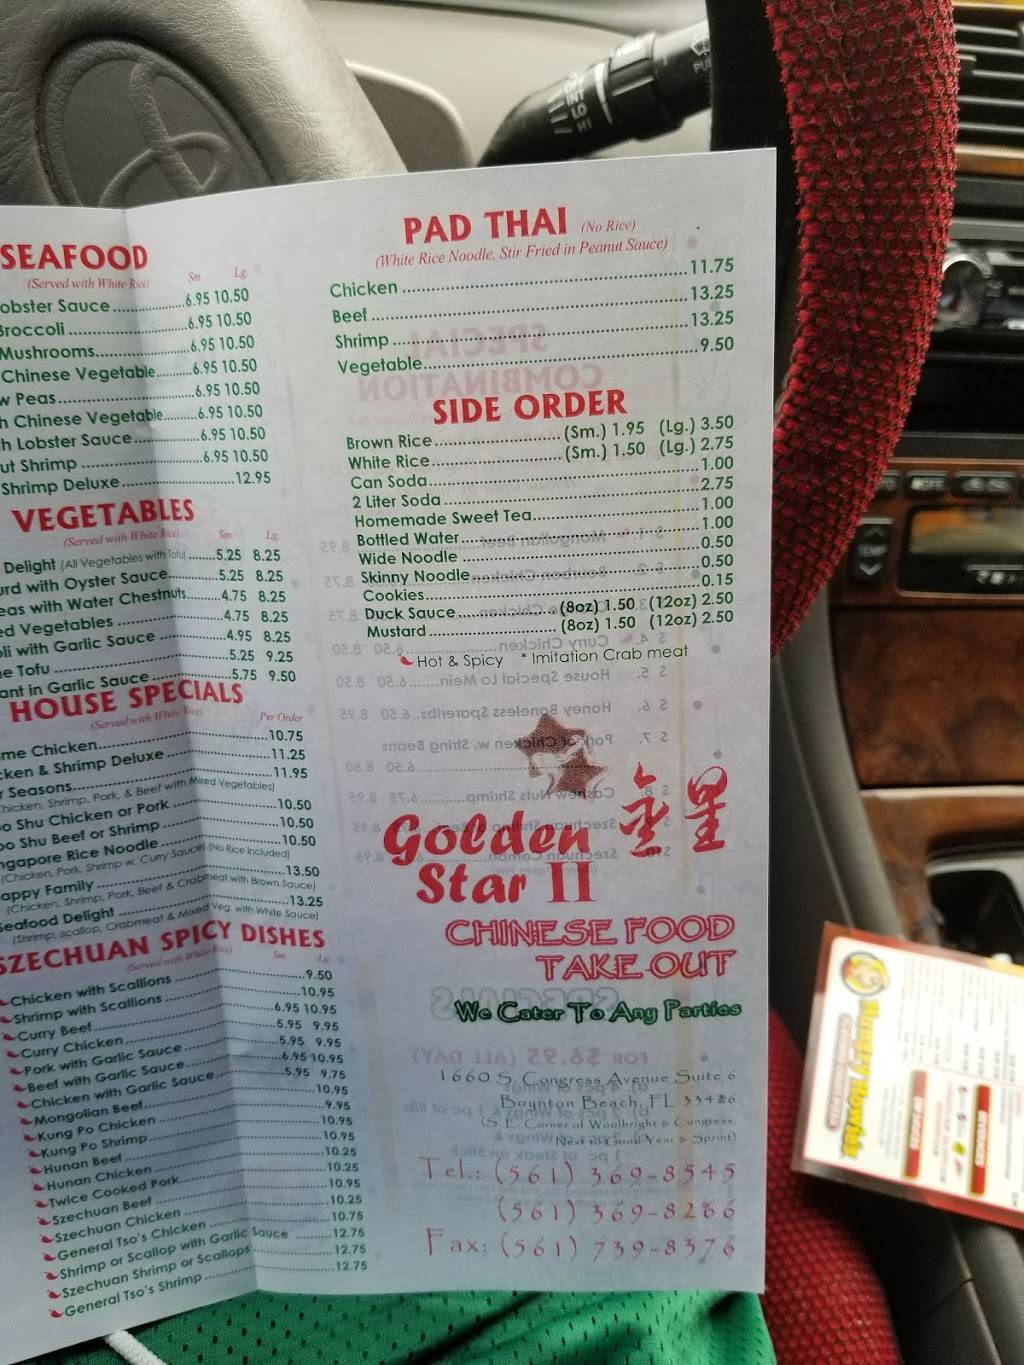 SEAFOOD
(Served with White Rice) Sm Lg.
obster Sauce 6.95 10.50
Broccoli 6.95 10.50
Mushrooms 6.95 10.50
Chinese Vegetable 6.95 10.50
w Peas 6.95 10.50
h Chinese Vegetable 6.95 10.50
h Lobster Sauce 6.95 10.50
ut Shrimp 6.95 10.50
Shrimp Deluxe 12.95
VEGETABLES
(Served with White Rice) Sm Lg.
Delight (All Vegetables with Tofu) 5.25 8.25
urd with Oyster Sauce 5.25 8.25
eas with Water Chestnuts 4.75 8.25
ed Vegetables 4.75 8.25
oli with Garlic Sauce 4.95 8.25
ne Tofu 5.25 9.25
ant in Garlic Sauce 5.75 9.50
HOUSE SPECIALS
(Served with White Rice) Per Order
me Chicken 10.75
cken & Shrimp Deluxe 11.25
r Seasons 11.95
Chicken, Shrimp, Pork, & Beef with Mixed Vegetables)
oo Shu Chicken or Pork 10.50
oo Shu Beef or Shrimp 10.50
ngapore Rice Noodle 10.50
(Chicken, Pork, Shrimp w. Curry Sauce) (No Rice Included)
appy Family 13.50
(Chicken, Shrimp, Pork, Beef & Crabmeat with Brown Sauce)
Seafood Delight 13.25
(Shrimp, scallop, Crabmeat & Mixed Veg. with White Sauce)
SZECHUAN SPICY DISHES
(Served with White Rice) Sm Lg.
Chicken with Scallions 9.50
Shrimp with Scallions 10.95
Curry Beef 6.95 10.95
Curry Chicken 5.95 9.95
Pork with Garlic Sauce 5.95 9.95
Beef with Garlic Sauce 6.95 10.95
Chicken with Garlic Sauce 5.95 9.75
Mongolian Beef 10.95
Kung Po Chicken 9.95
Kung Po Shrimp 10.95
Hunan Beef 10.95
Hunan Chicken 10.25
Twice Cooked Pork 10.25
Szechuan Beef 10.95
Szechuan Chicken 10.25
General Tso's Chicken 10.75
Shrimp or Scallop with Garlic Sauce 12.75
Szechuan Shrimp or Scallops 12.75
General Tso's Shrimp 12.75
PAD THAI (No Rice)
(White Rice Noodle, Stir Fried in Peanut Sauce)
Chicken 11.75
Beef 13.25
Shrimp 13.25
Vegetable 9.50
SIDE ORDER
Brown Rice (Sm.) 1.95 (Lg.) 3.50
White Rice (Sm.) 1.50 (Lg.) 2.75
Can Soda 1.00
2 Liter Soda 2.75
Homemade Sweet Tea 1.00
Bottled Water 1.00
Wide Noodle 0.50
Skinny Noodle 0.50
Cookies 0.15
Duck Sauce (8oz) 1.50 (12oz) 2.50
Mustard (8oz) 1.50 (12oz) 2.50
Hot & Spicy * Imitation Crab meat
Golden 金星
Star II
CHINESE FOOD
TAKE OUT
We Cater To Any Parties
1660 S. Congress Avenue Suite 6
Boynton Beach, FL 33426
(S.E. Corner of Woolbright & Congress,
Next to Good Year & Sprint)
Tel.: (561) 369-8545
(561) 369-8286
Fax: (561) 739-8376
TEMP
Hungry Howie's